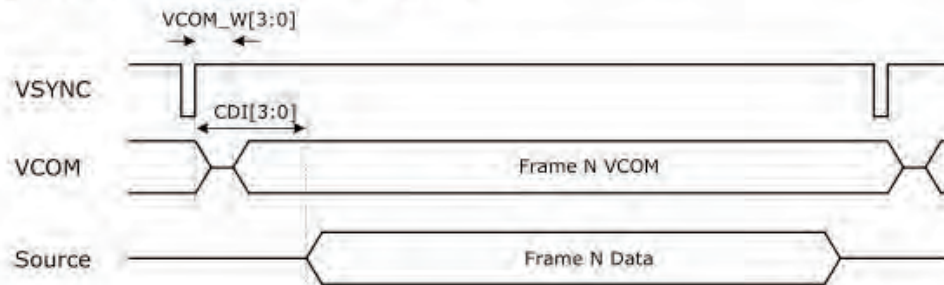 VCOM_W[3:0]
VSYNC
CDI[3:0]
VCOM
Frame N VCOM
Source
Frame N Data